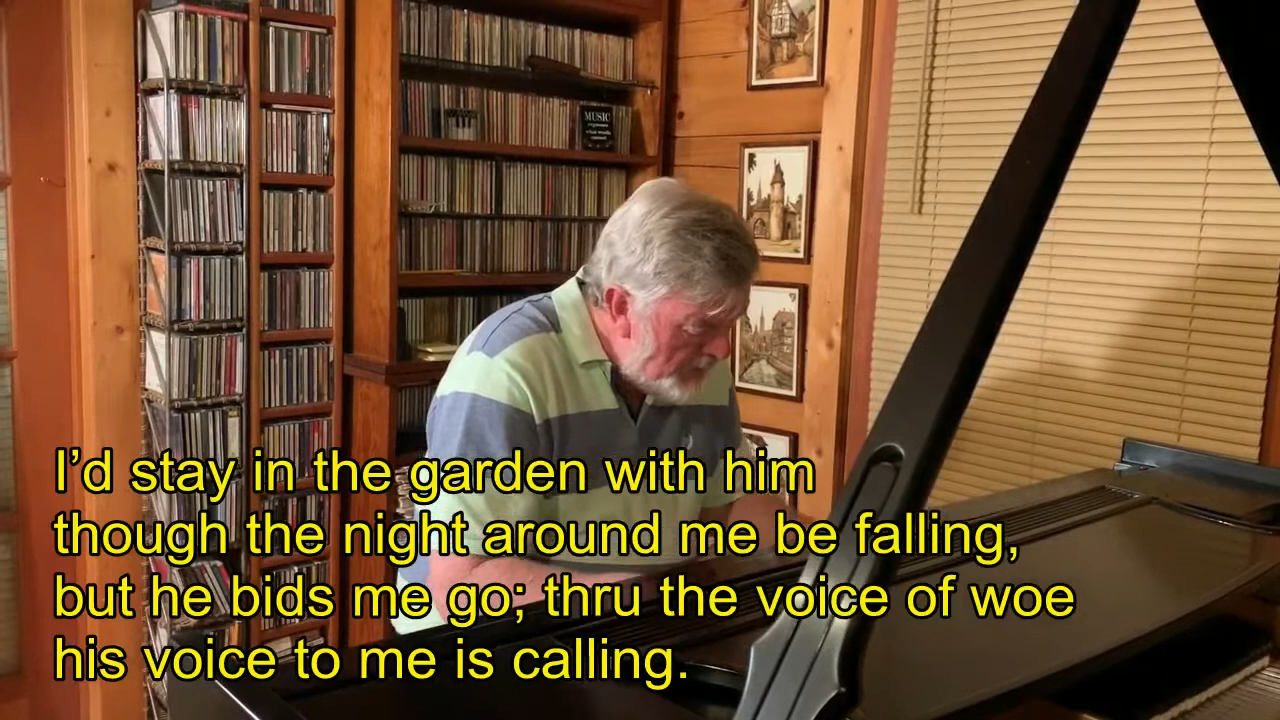 MUSIC
I’d stay in the garden with him
though the night around me be falling,
but he bids me go; thru the voice of woe
his voice to me is calling.